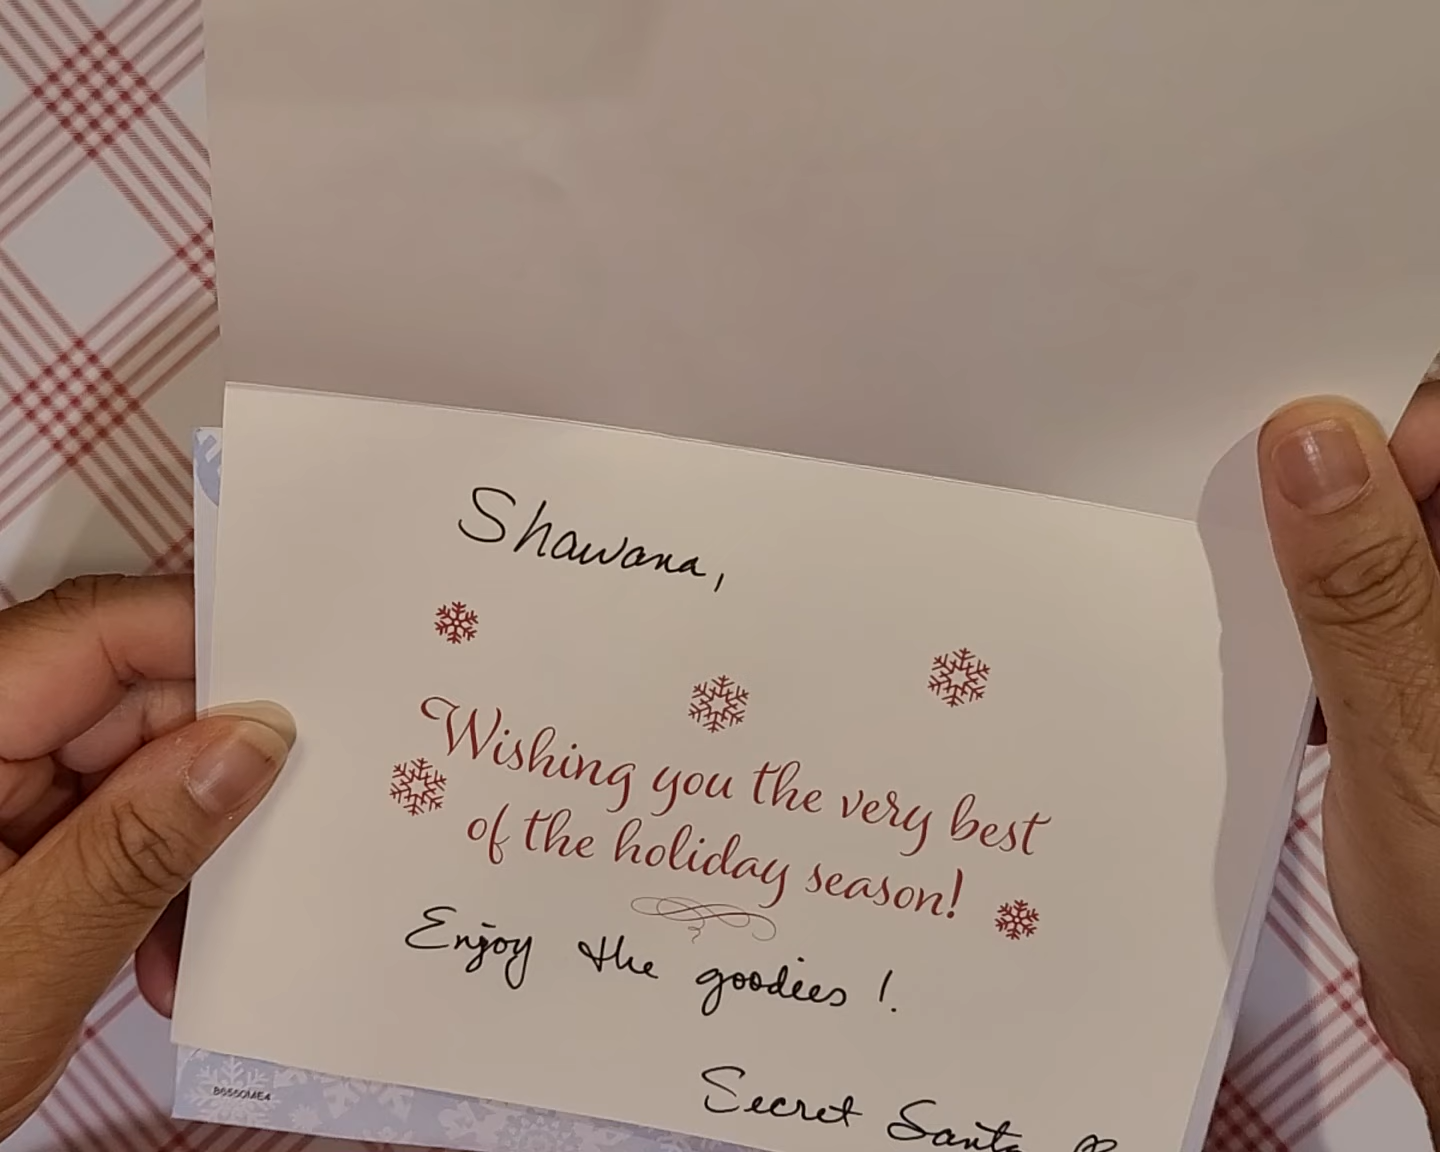 Shawana,
Wishing you the very best
of the holiday season!
Enjoy the goodies!
Secret Santa